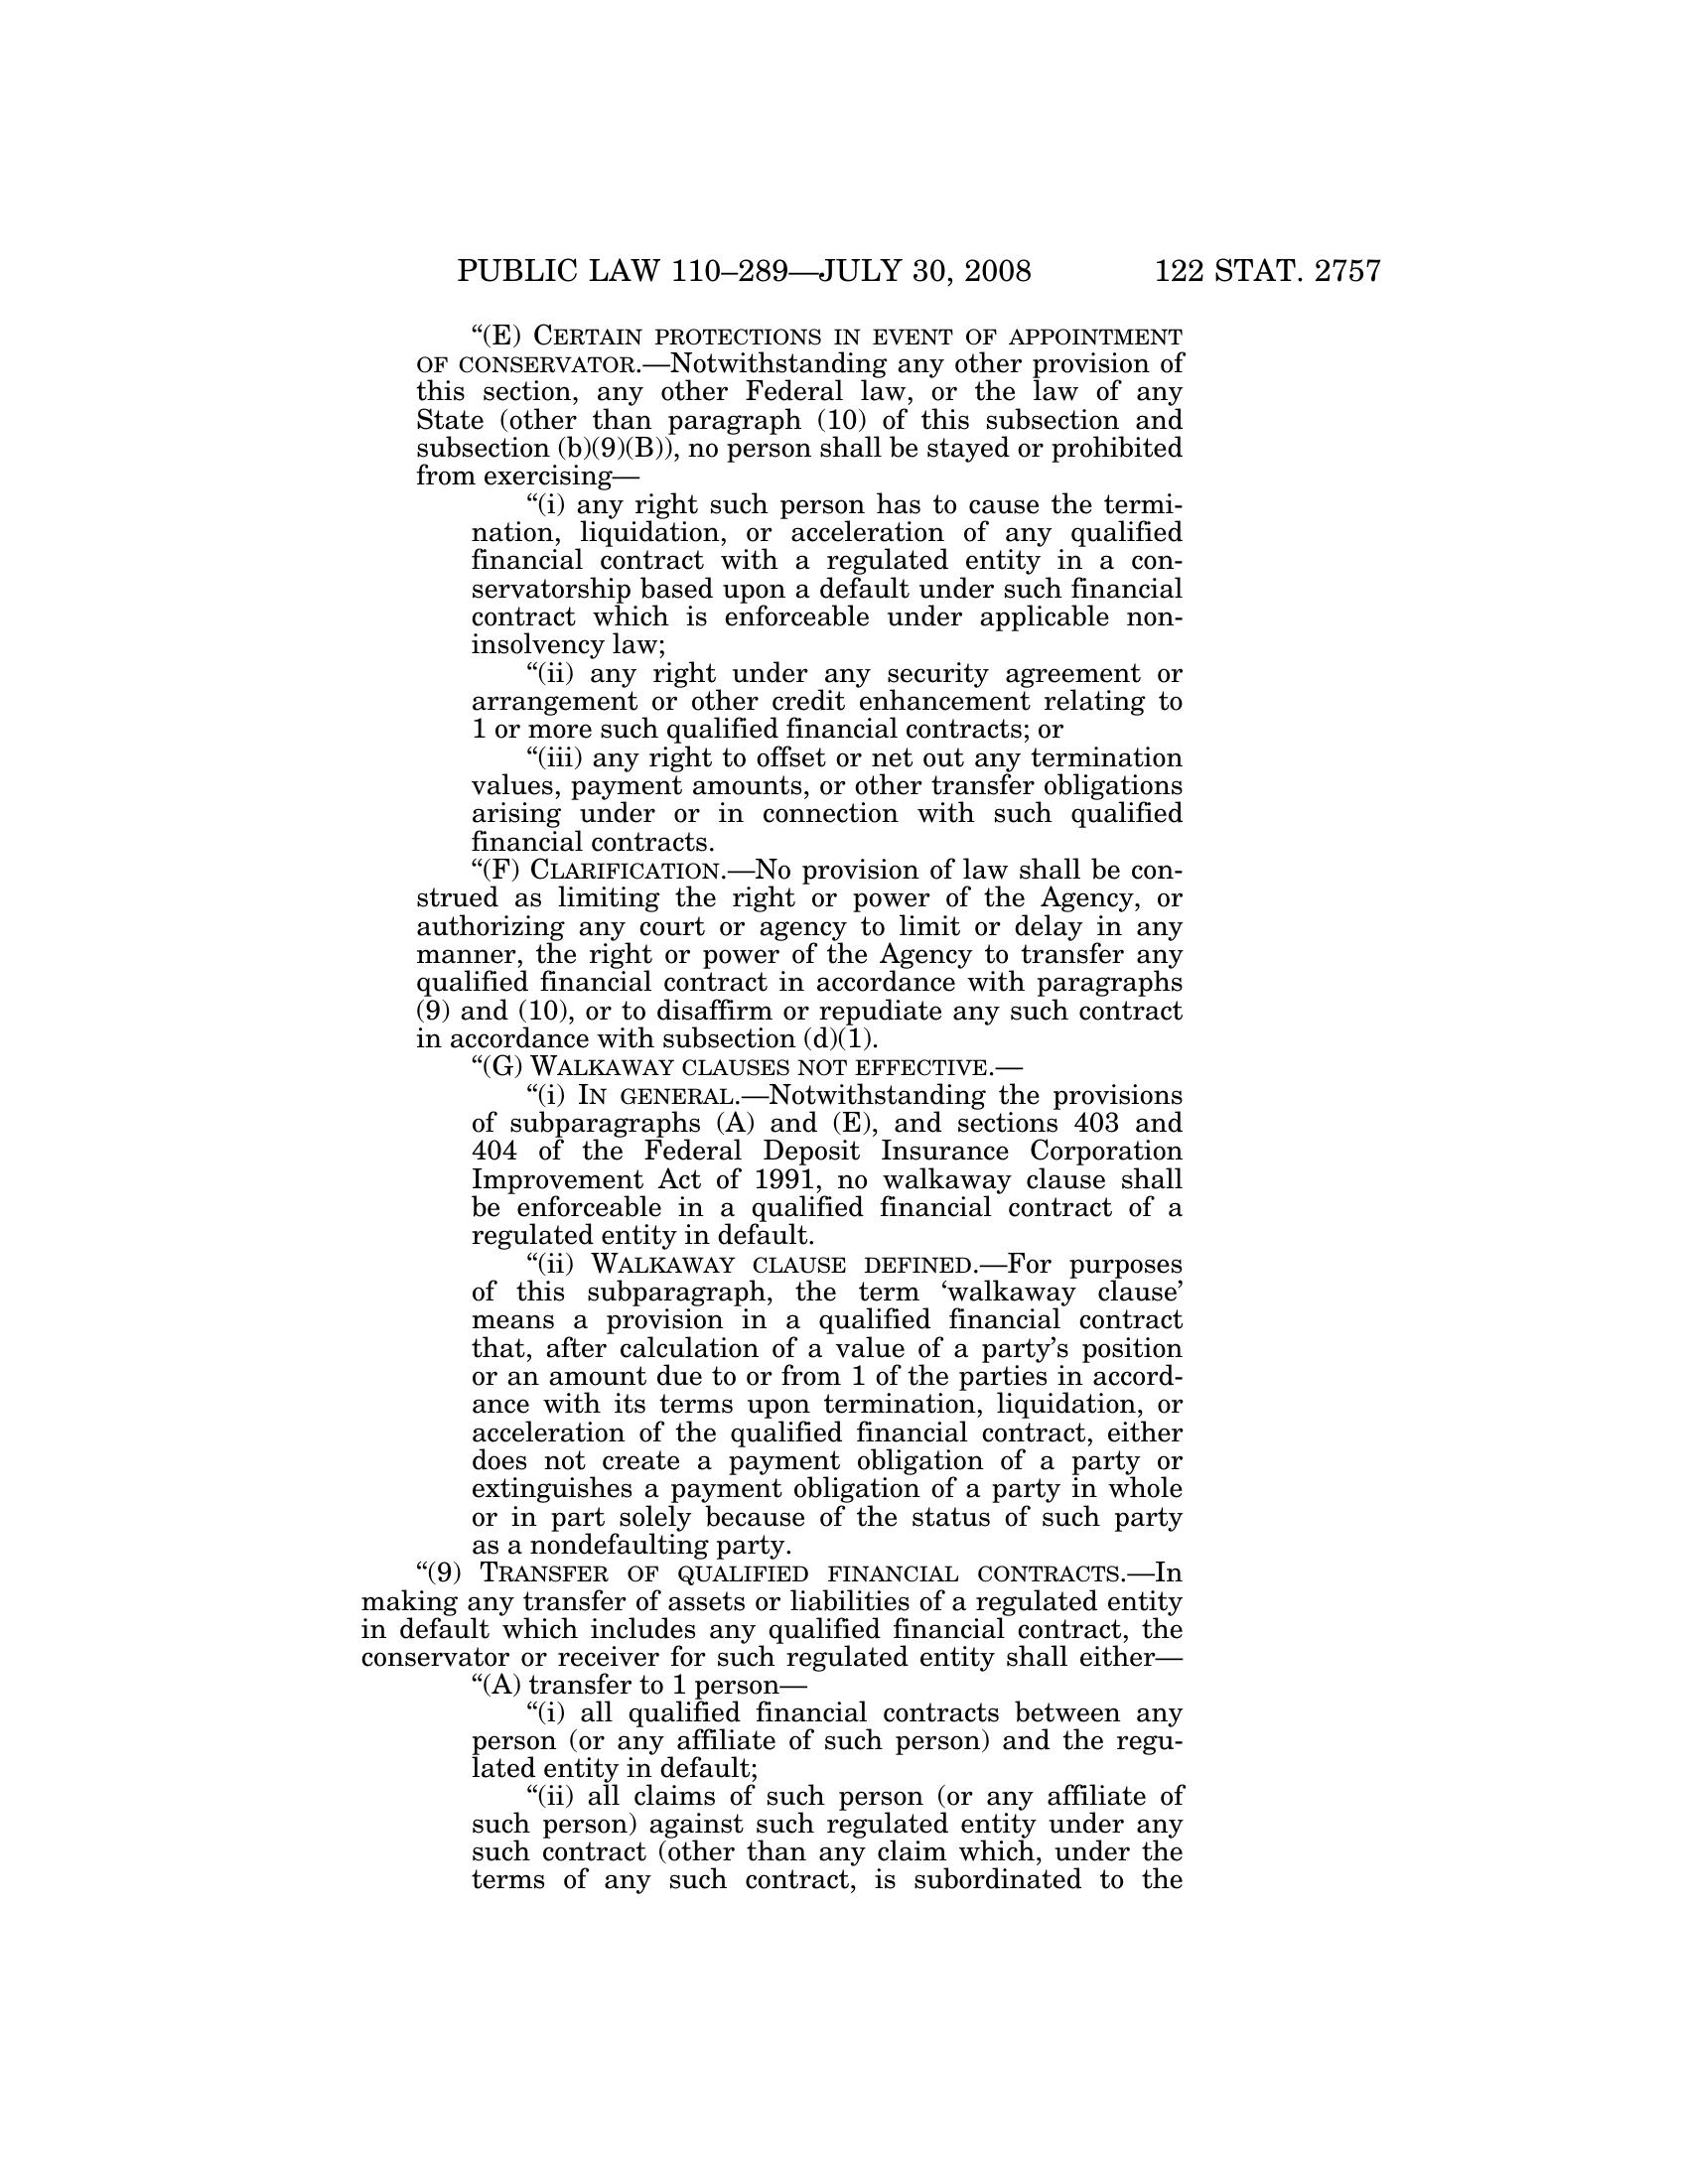 PUBLIC LAW 110–289—JULY 30, 2008 122 STAT. 2757
“(E) CERTAIN PROTECTIONS IN EVENT OF APPOINTMENT
OF CONSERVATOR.—Notwithstanding any other provision of
this section, any other Federal law, or the law of any
State (other than paragraph (10) of this subsection and
subsection (b)(9)(B)), no person shall be stayed or prohibited
from exercising—
“(i) any right such person has to cause the termi-
nation, liquidation, or acceleration of any qualified
financial contract with a regulated entity in a con-
servatorship based upon a default under such financial
contract which is enforceable under applicable non-
insolvency law;
“(ii) any right under any security agreement or
arrangement or other credit enhancement relating to
1 or more such qualified financial contracts; or
“(iii) any right to offset or net out any termination
values, payment amounts, or other transfer obligations
arising under or in connection with such qualified
financial contracts.
“(F) CLARIFICATION.—No provision of law shall be con-
strued as limiting the right or power of the Agency, or
authorizing any court or agency to limit or delay in any
manner, the right or power of the Agency to transfer any
qualified financial contract in accordance with paragraphs
(9) and (10), or to disaffirm or repudiate any such contract
in accordance with subsection (d)(1).
“(G) WALKAWAY CLAUSES NOT EFFECTIVE.—
“(i) IN GENERAL.—Notwithstanding the provisions
of subparagraphs (A) and (E), and sections 403 and
404 of the Federal Deposit Insurance Corporation
Improvement Act of 1991, no walkaway clause shall
be enforceable in a qualified financial contract of a
regulated entity in default.
“(ii) WALKAWAY CLAUSE DEFINED.—For purposes
of this subparagraph, the term ‘walkaway clause’
means a provision in a qualified financial contract
that, after calculation of a value of a party’s position
or an amount due to or from 1 of the parties in accord-
ance with its terms upon termination, liquidation, or
acceleration of the qualified financial contract, either
does not create a payment obligation of a party or
extinguishes a payment obligation of a party in whole
or in part solely because of the status of such party
as a nondefaulting party.
“(9) TRANSFER OF QUALIFIED FINANCIAL CONTRACTS.—In
making any transfer of assets or liabilities of a regulated entity
in default which includes any qualified financial contract, the
conservator or receiver for such regulated entity shall either—
“(A) transfer to 1 person—
“(i) all qualified financial contracts between any
person (or any affiliate of such person) and the regu-
lated entity in default;
“(ii) all claims of such person (or any affiliate of
such person) against such regulated entity under any
such contract (other than any claim which, under the
terms of any such contract, is subordinated to the